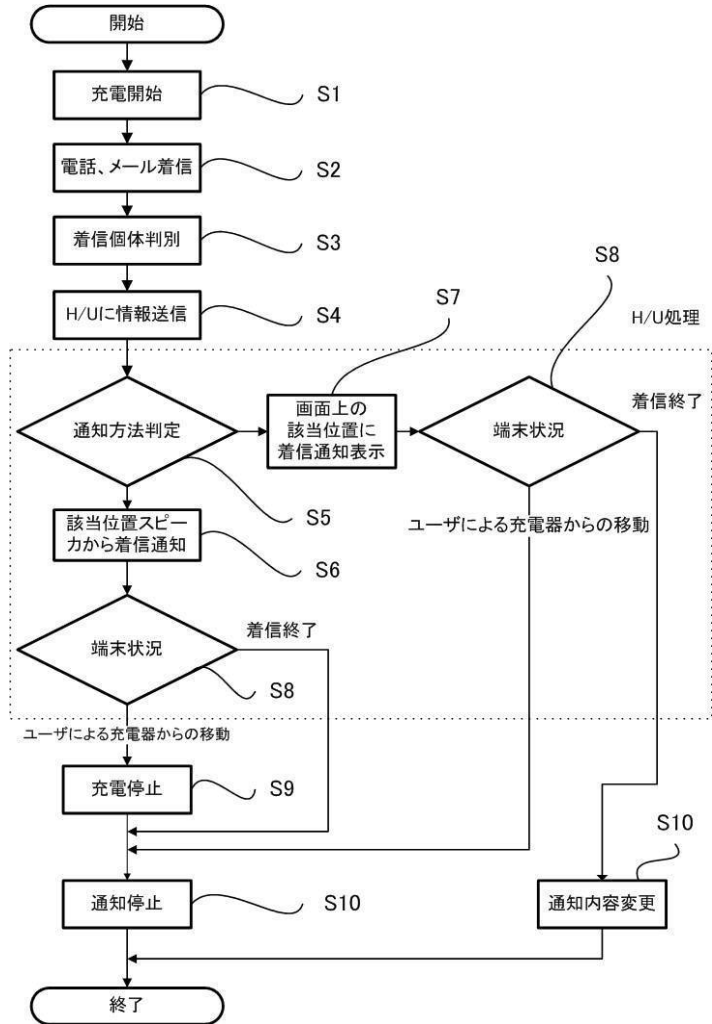 開始
充電開始
S1
電話、メール着信
S2
着信個体判別
S3
H/Uに情報送信
S4
S7
S8
H/U処理
通知方法判定
S5
画面上の
該当位置に
着信通知表示
端末状況
着信終了
ユーザによる充電器からの移動
該当位置スピー
カから着信通知
S6
端末状況
着信終了
S8
ユーザによる充電器からの移動
充電停止
S9
S10
通知停止
S10
通知内容変更
終了